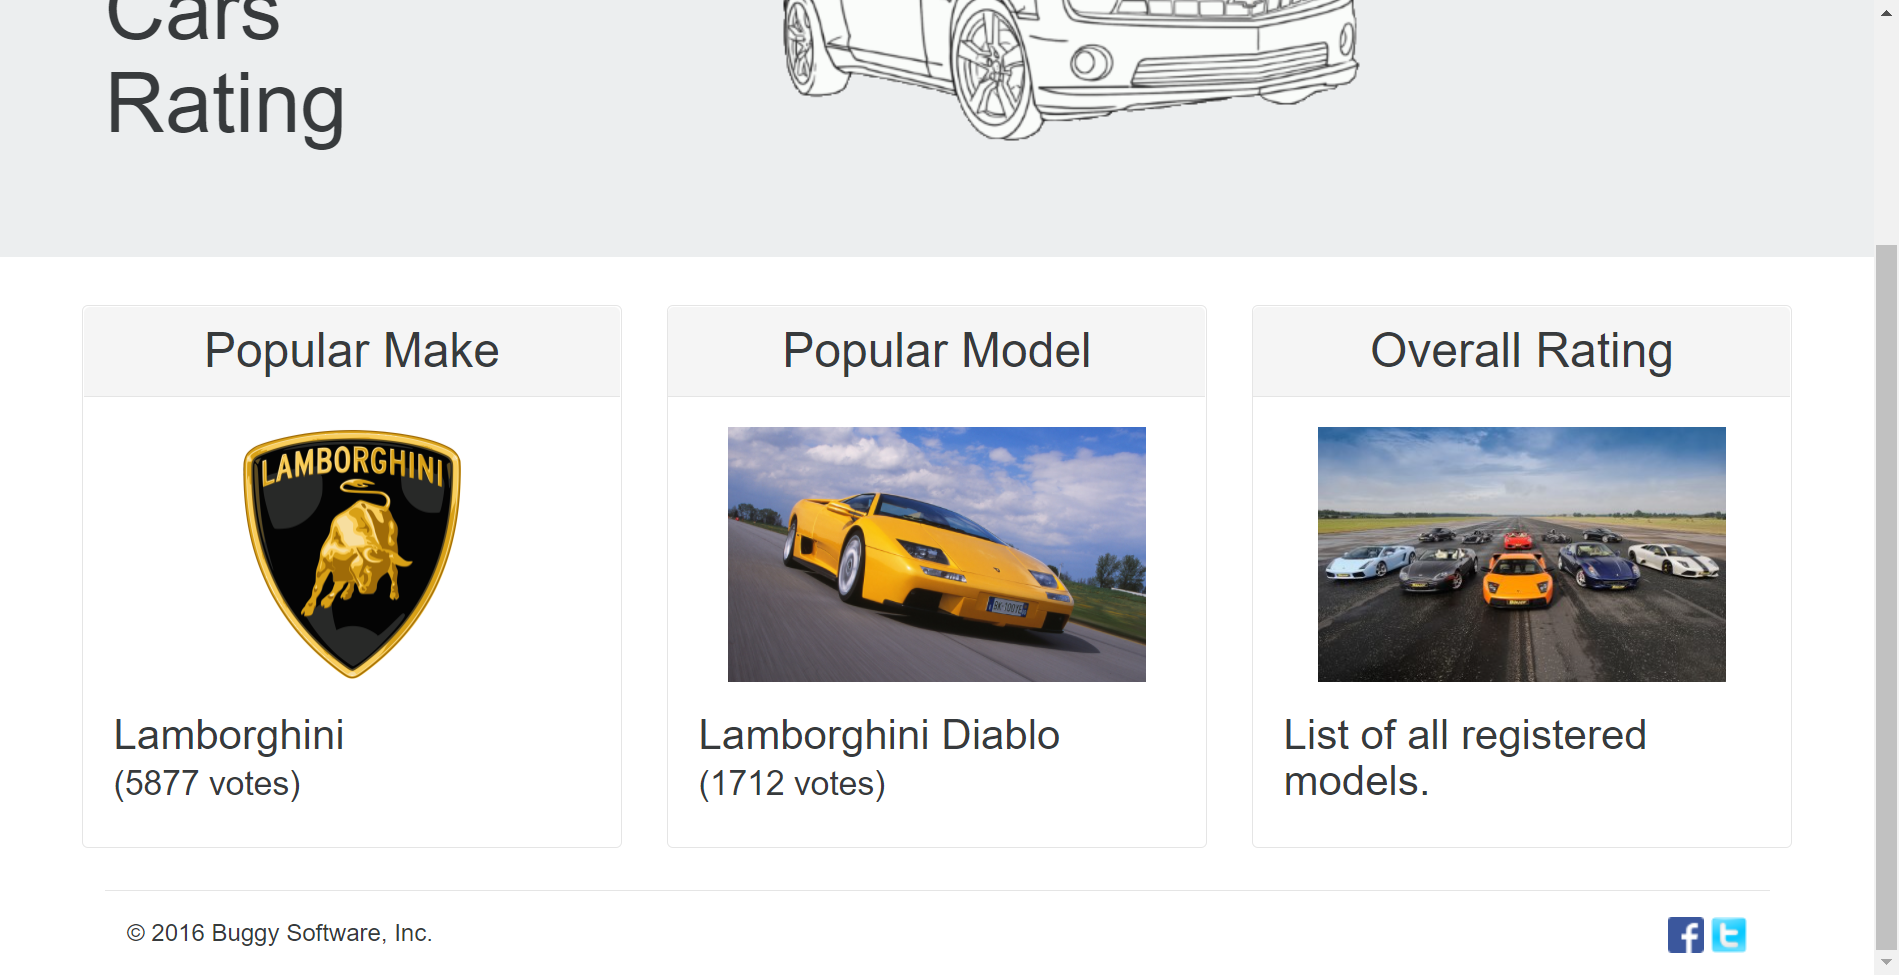 Cars
Rating
Popular Make
Popular Model
Overall Rating
LAMBORGHINI
Lamborghini
(5877 votes)
Lamborghini Diablo
(1712 votes)
List of all registered
models.
© 2016 Buggy Software, Inc.